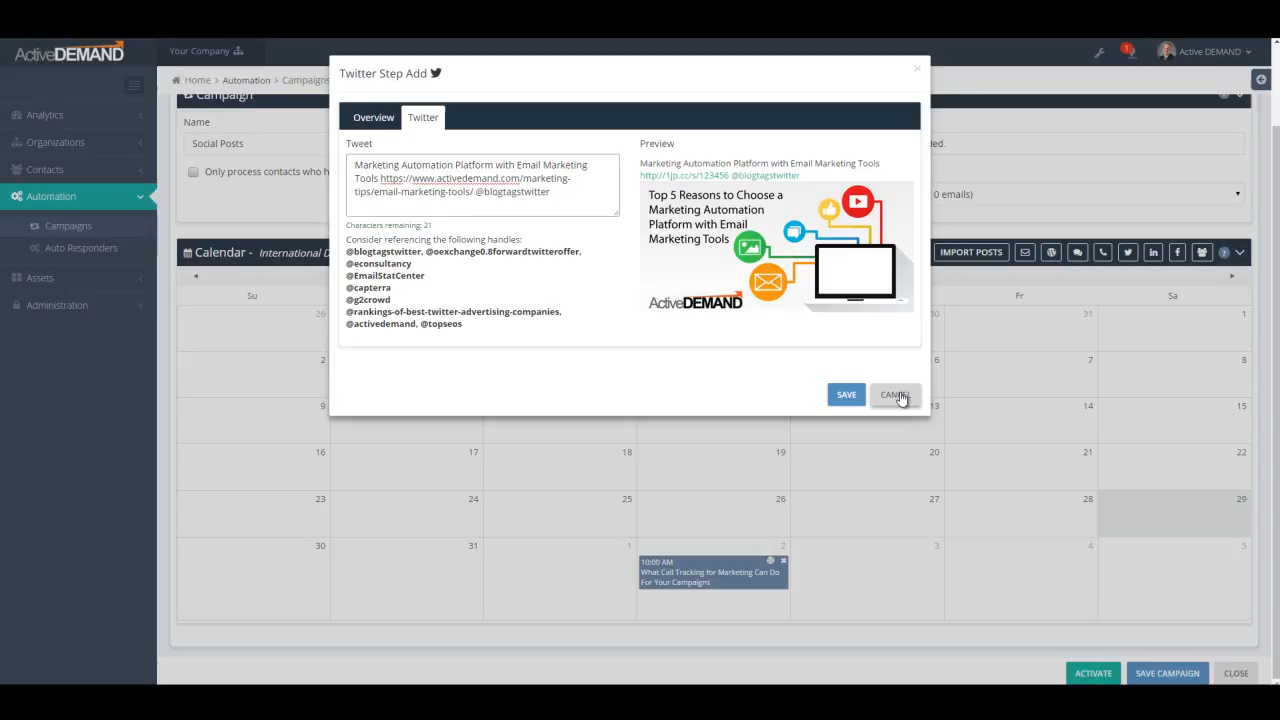 ActiveDEMAND
Your Company
1
Active DEMAND
Home > Automation > Campaigns
Analytics
Organizations
Contacts
Automation
Campaigns
Auto Responders
Assets
Administration
Campaign
Name
Social Posts
Only process contacts who h
ded.
0 emails)
Twitter Step Add
×
Overview
Twitter
Tweet
Marketing Automation Platform with Email Marketing
Tools https://www.activedemand.com/marketing-
tips/email-marketing-tools/ @blogtagstwitter
Characters remaining: 21
Consider referencing the following handles:
@blogtagstwitter, @oexchange0.8forwardtwitteroffer,
@econsultancy
@EmailStatCenter
@capterra
@g2crowd
@rankings-of-best-twitter-advertising-companies,
@activedemand, @topseos
Preview
Marketing Automation Platform with Email Marketing Tools
http://1jp.cc/s/123456 @blogtagstwitter
Top 5 Reasons to Choose a
Marketing Automation
Platform with Email
Marketing Tools
ActiveDEMAND
SAVE
Calendar - International D
IMPORT POSTS
Su
Fr
Sa
26
30
31
1
2
6
7
8
9
13
14
15
16
17
18
19
20
21
22
23
24
25
26
27
28
29
30
31
1
2
3
4
5
10:00 AM
What Call Tracking for Marketing Can Do
For Your Campaigns
ACTIVATE
SAVE CAMPAIGN
CLOSE